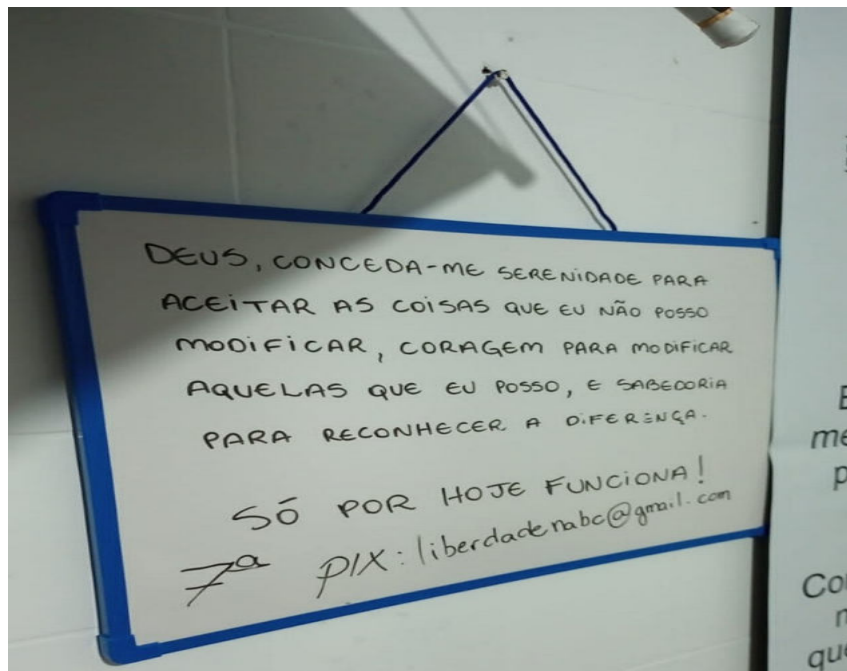 DEUS, CONCEDA-ME SERENIDADE PARA
ACEITAR AS COISAS QUE EU NÃO POSSO
MODIFICAR, CORAGEM PARA MODIFICAR
AQUELAS QUE EU POSSO, E SABEDORIA
PARA RECONHECER A DIFERENÇA.
SÓ POR HOJE FUNCIONA!
7ª PIX: liberdadenabc@gmail.com